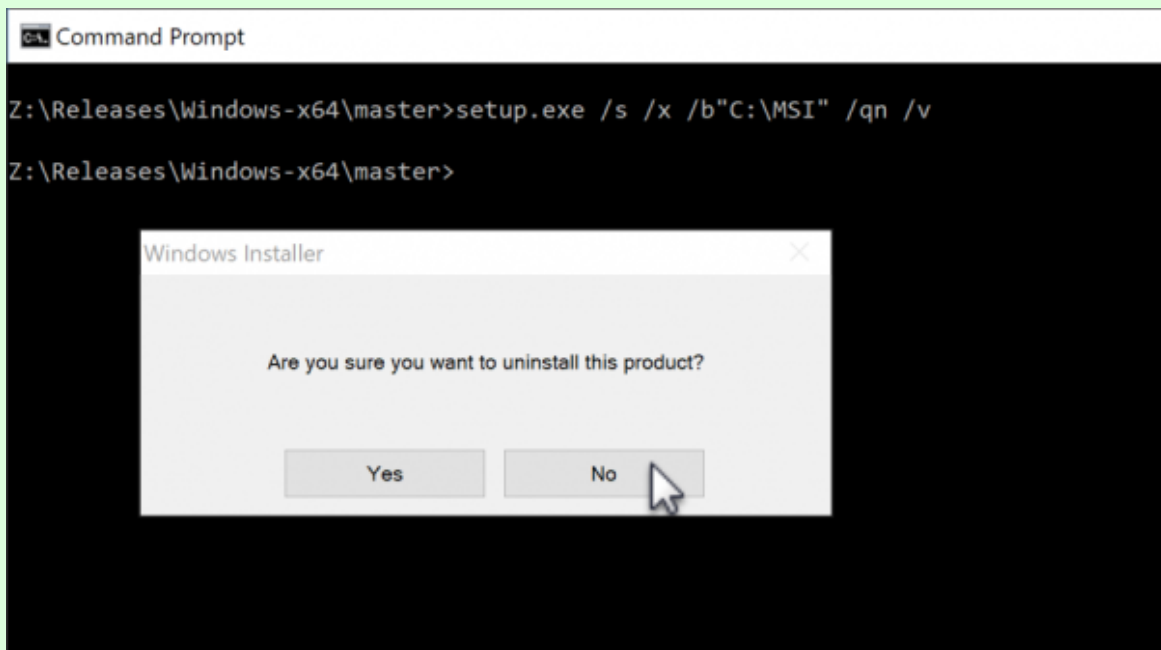 Command Prompt
Z:\Releases\Windows-x64\master>setup.exe /s /x /b"C:\MSI" /qn /v
Z:\Releases\Windows-x64\master>
Windows Installer
Are you sure you want to uninstall this product?
Yes No